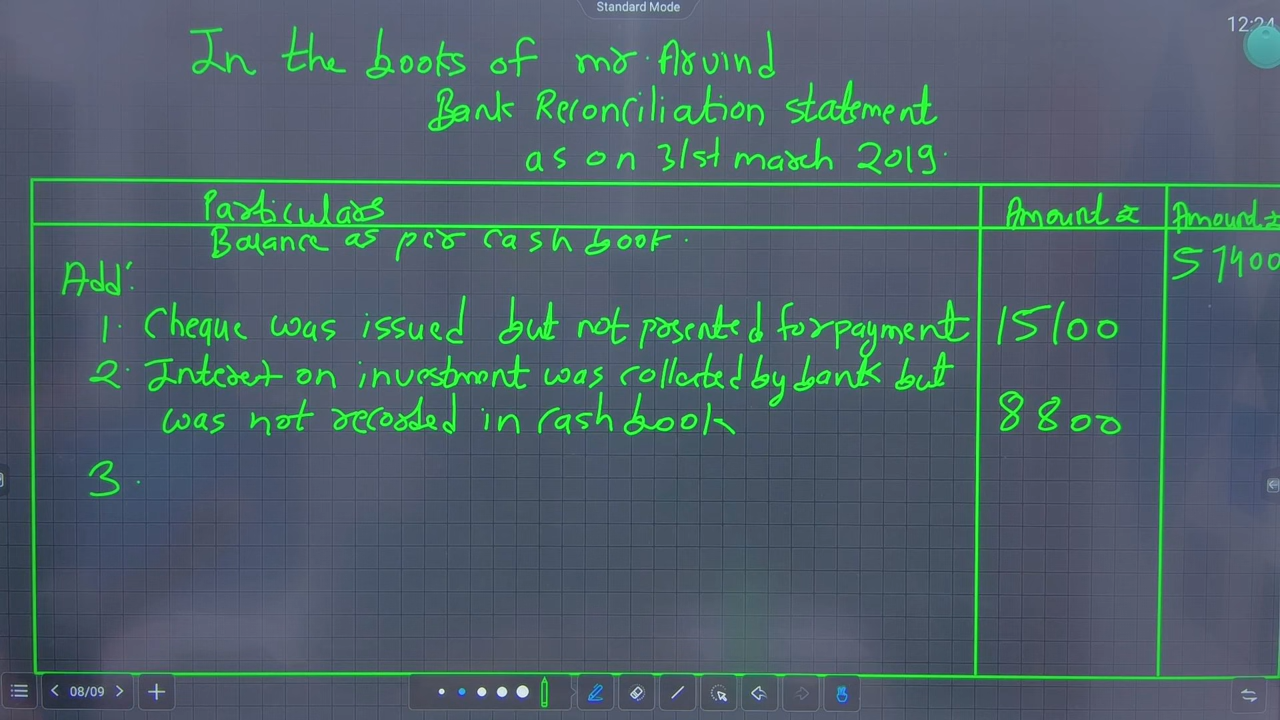 Standard Mode
12:24
In the books of mr. Arvind
Bank Reconciliation statement
as on 31st march 2019.
Particulars Amount ₹ Amount ₹
Balance as per cash book. 57400
Add:
1. Cheque was issued but not presented for payment 15100
2. Interest on investment was collected by bank but
was not recorded in cash book 8800
3.
08/09